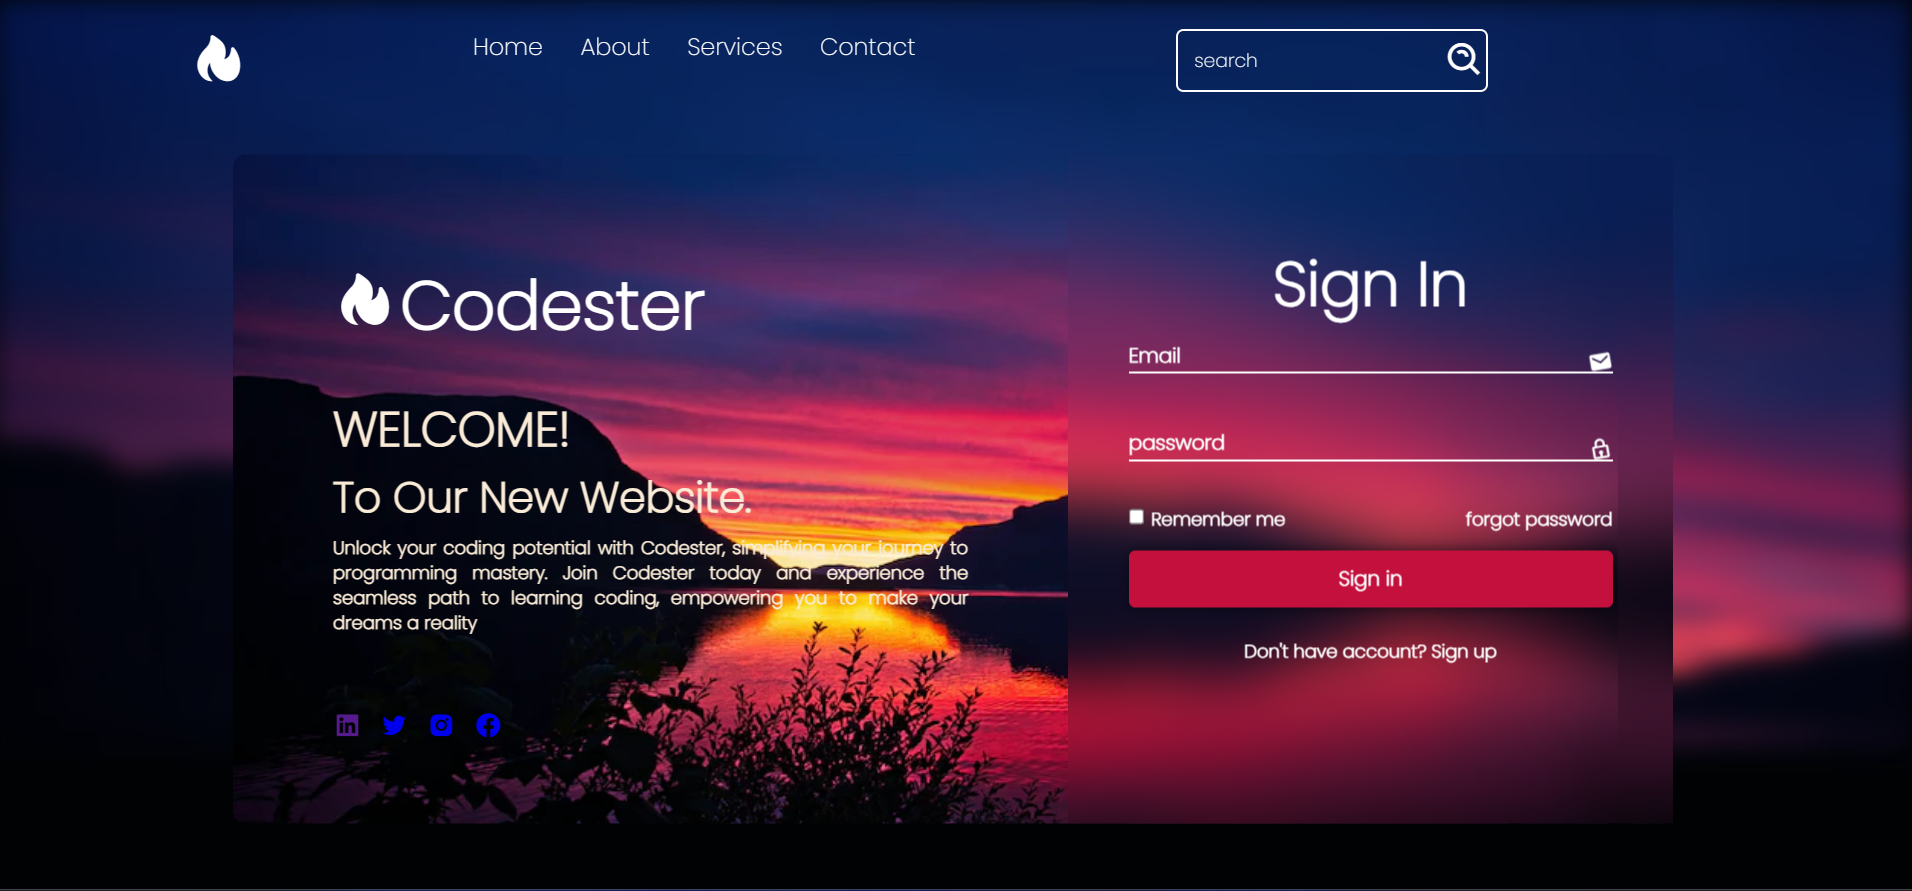 Home About Services Contact
search
Codester
WELCOME!
To Our New Website.
Unlock your coding potential with Codester, simplifying your journey to
programming mastery. Join Codester today and experience the
seamless path to learning coding, empowering you to make your
dreams a reality
in
Sign In
Email
password
Remember me forgot password
Sign in
Don't have account? Sign up